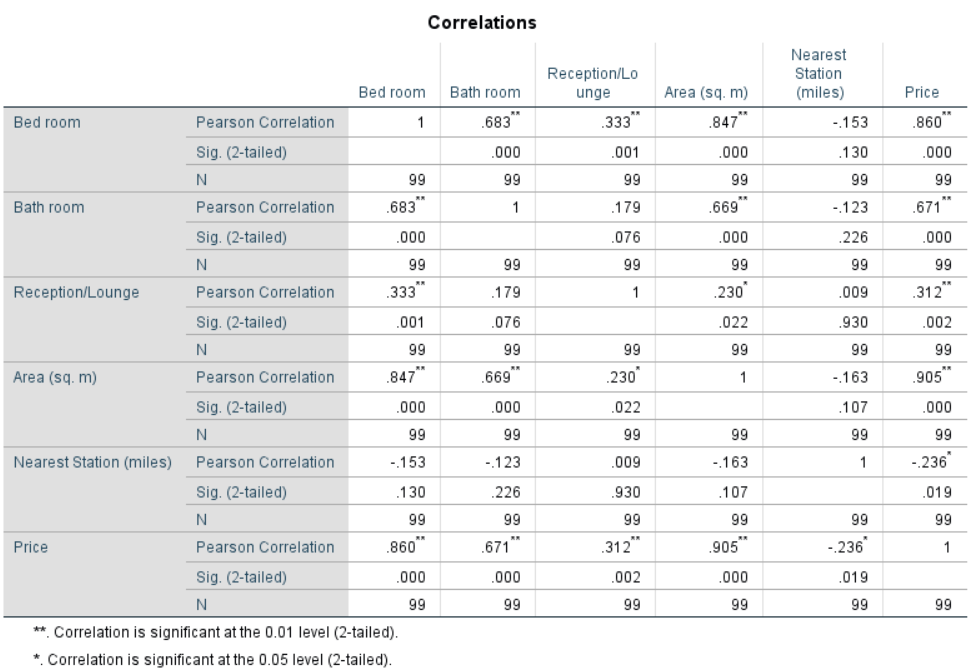 Correlations
Bed room Bath room Reception/Lo unge Area (sq. m) Nearest Station (miles) Price
Bed room Pearson Correlation 1 .683** .333** .847** -.153 .860**
Sig. (2-tailed) .000 .001 .000 .130 .000
N 99 99 99 99 99 99
Bath room Pearson Correlation .683** 1 .179 .669** -.123 .671**
Sig. (2-tailed) .000 .076 .000 .226 .000
N 99 99 99 99 99 99
Reception/Lounge Pearson Correlation .333** .179 1 .230* .009 .312**
Sig. (2-tailed) .001 .076 .022 .930 .002
N 99 99 99 99 99 99
Area (sq. m) Pearson Correlation .847** .669** .230* 1 -.163 .905**
Sig. (2-tailed) .000 .000 .022 .107 .000
N 99 99 99 99 99 99
Nearest Station (miles) Pearson Correlation -.153 -.123 .009 -.163 1 -.236*
Sig. (2-tailed) .130 .226 .930 .107 .019
N 99 99 99 99 99 99
Price Pearson Correlation .860** .671** .312** .905** -.236* 1
Sig. (2-tailed) .000 .000 .002 .000 .019
N 99 99 99 99 99 99
**. Correlation is significant at the 0.01 level (2-tailed).
*. Correlation is significant at the 0.05 level (2-tailed).